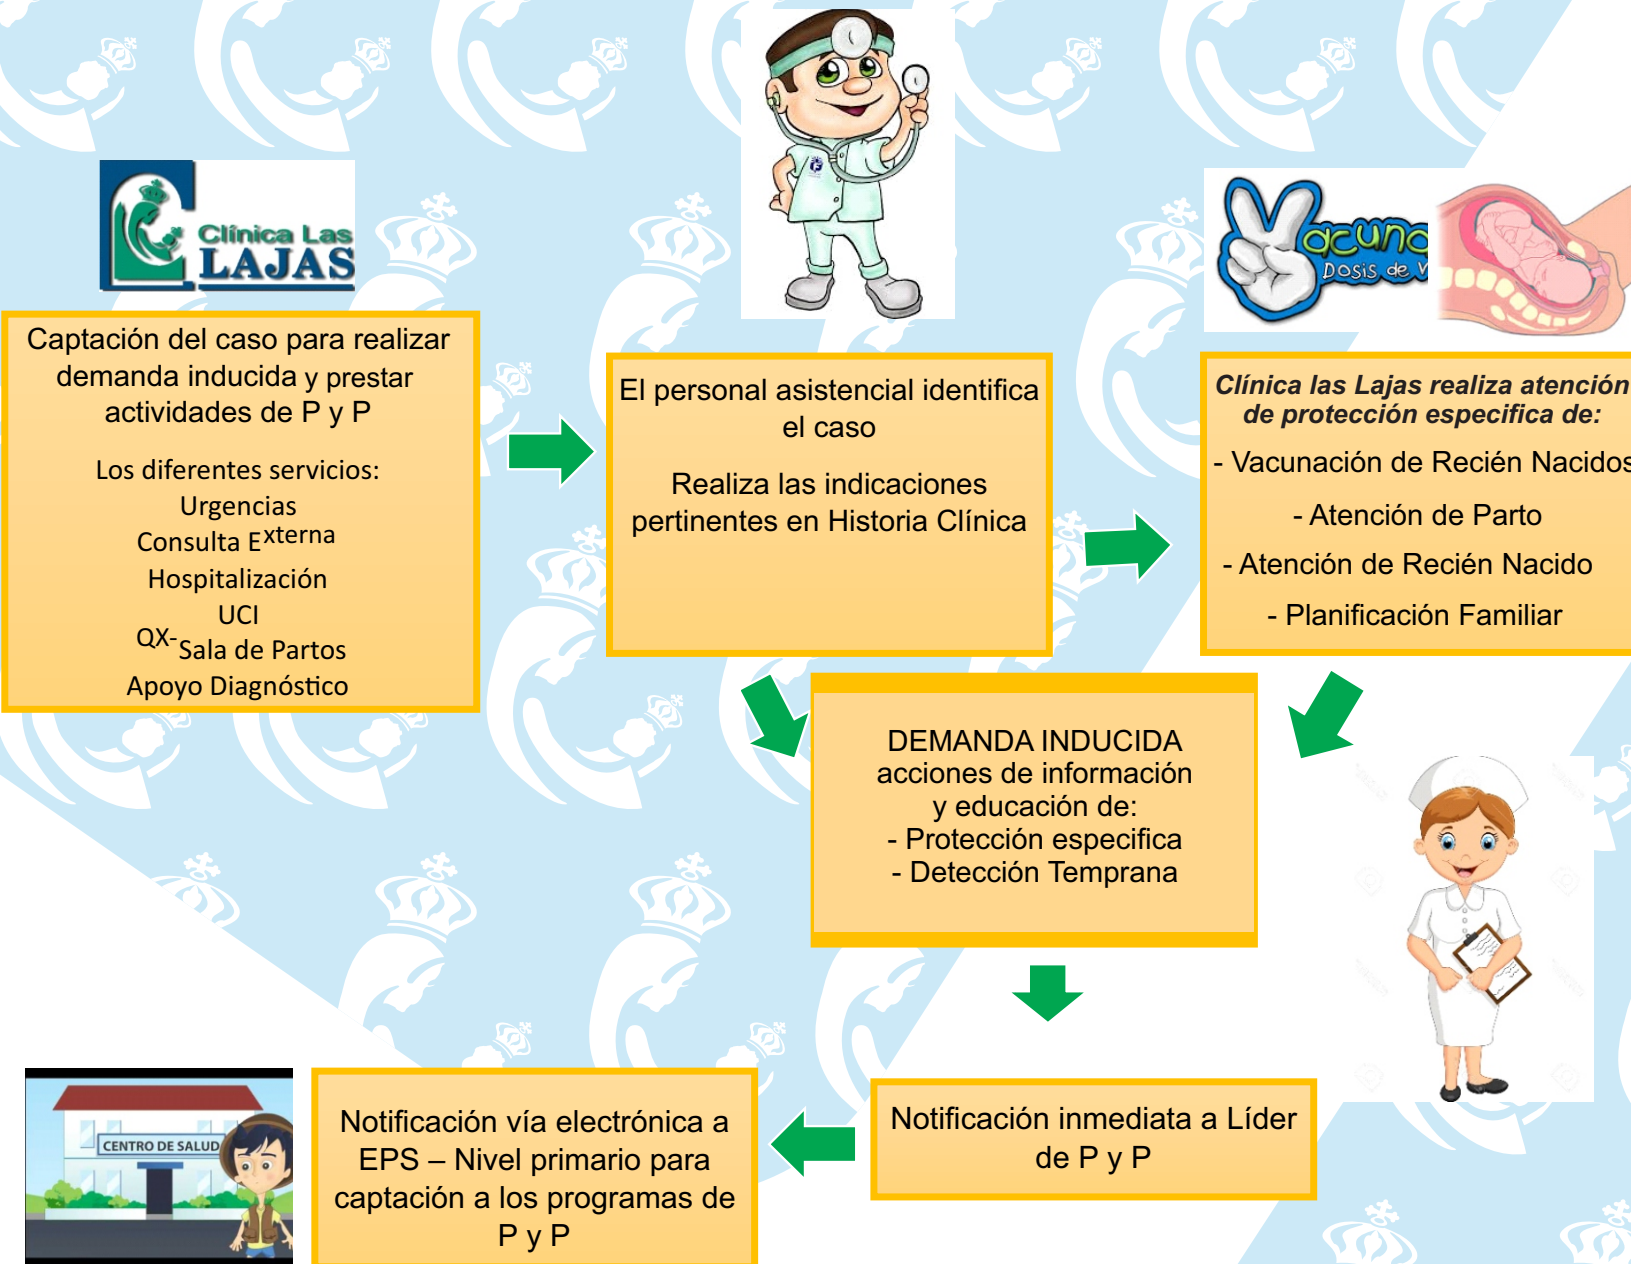 Clínica Las
LAJAS
Captación del caso para realizar
demanda inducida y prestar
actividades de P y P
Los diferentes servicios:
Urgencias
Consulta Externa
Hospitalización
UCI
QX-Sala de Partos
Apoyo Diagnóstico
El personal asistencial identifica
el caso
Realiza las indicaciones
pertinentes en Historia Clínica
Vacuna
Dosis de V
Clínica las Lajas realiza atención
de protección especifica de:
- Vacunación de Recién Nacidos
- Atención de Parto
- Atención de Recién Nacido
- Planificación Familiar
DEMANDA INDUCIDA
acciones de información
y educación de:
- Protección especifica
- Detección Temprana
Notificación inmediata a Líder
de P y P
Notificación vía electrónica a
EPS – Nivel primario para
captación a los programas de
P y P
CENTRO DE SALUD